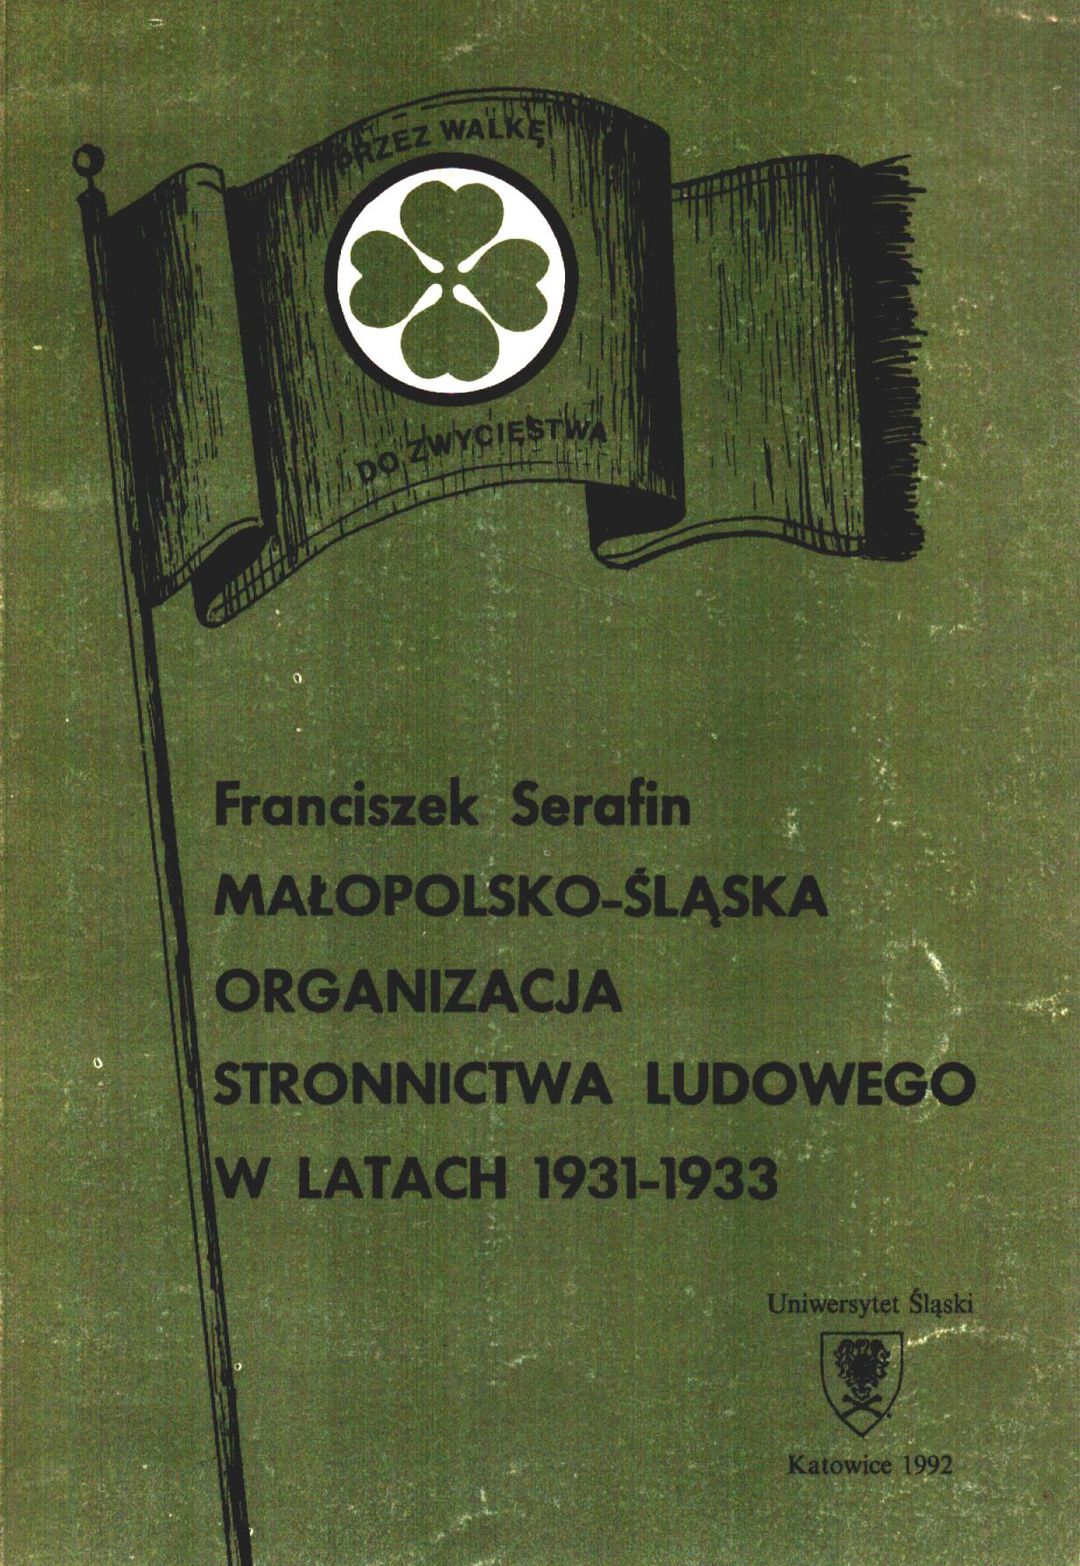 PRZEZ WALKĘ
DO ZWYCIĘSTWA
Franciszek Serafin
MAŁOPOLSKO-ŚLĄSKA
ORGANIZACJA
STRONNICTWA LUDOWEGO
W LATACH 1931-1933
Uniwersytet Śląski
Katowice 1992